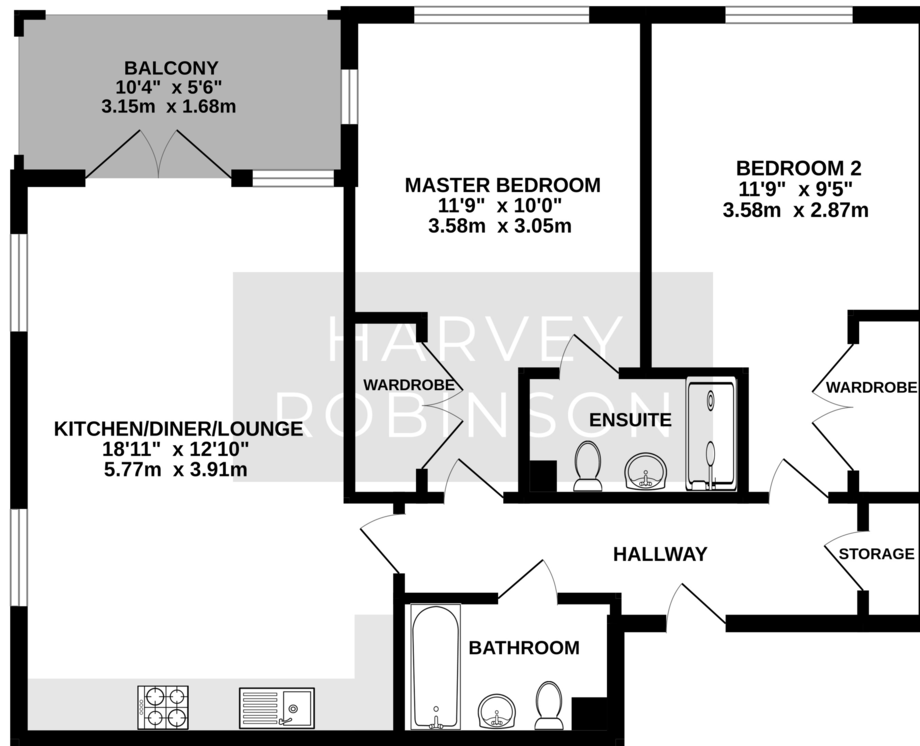 BALCONY
10'4" x 5'6"
3.15m x 1.68m
MASTER BEDROOM
11'9" x 10'0"
3.58m x 3.05m
BEDROOM 2
11'9" x 9'5"
3.58m x 2.87m
HARVEY
ROBINSON
WARDROBE
WARDROBE
ENSUITE
KITCHEN/DINER/LOUNGE
18'11" x 12'10"
5.77m x 3.91m
HALLWAY
STORAGE
BATHROOM